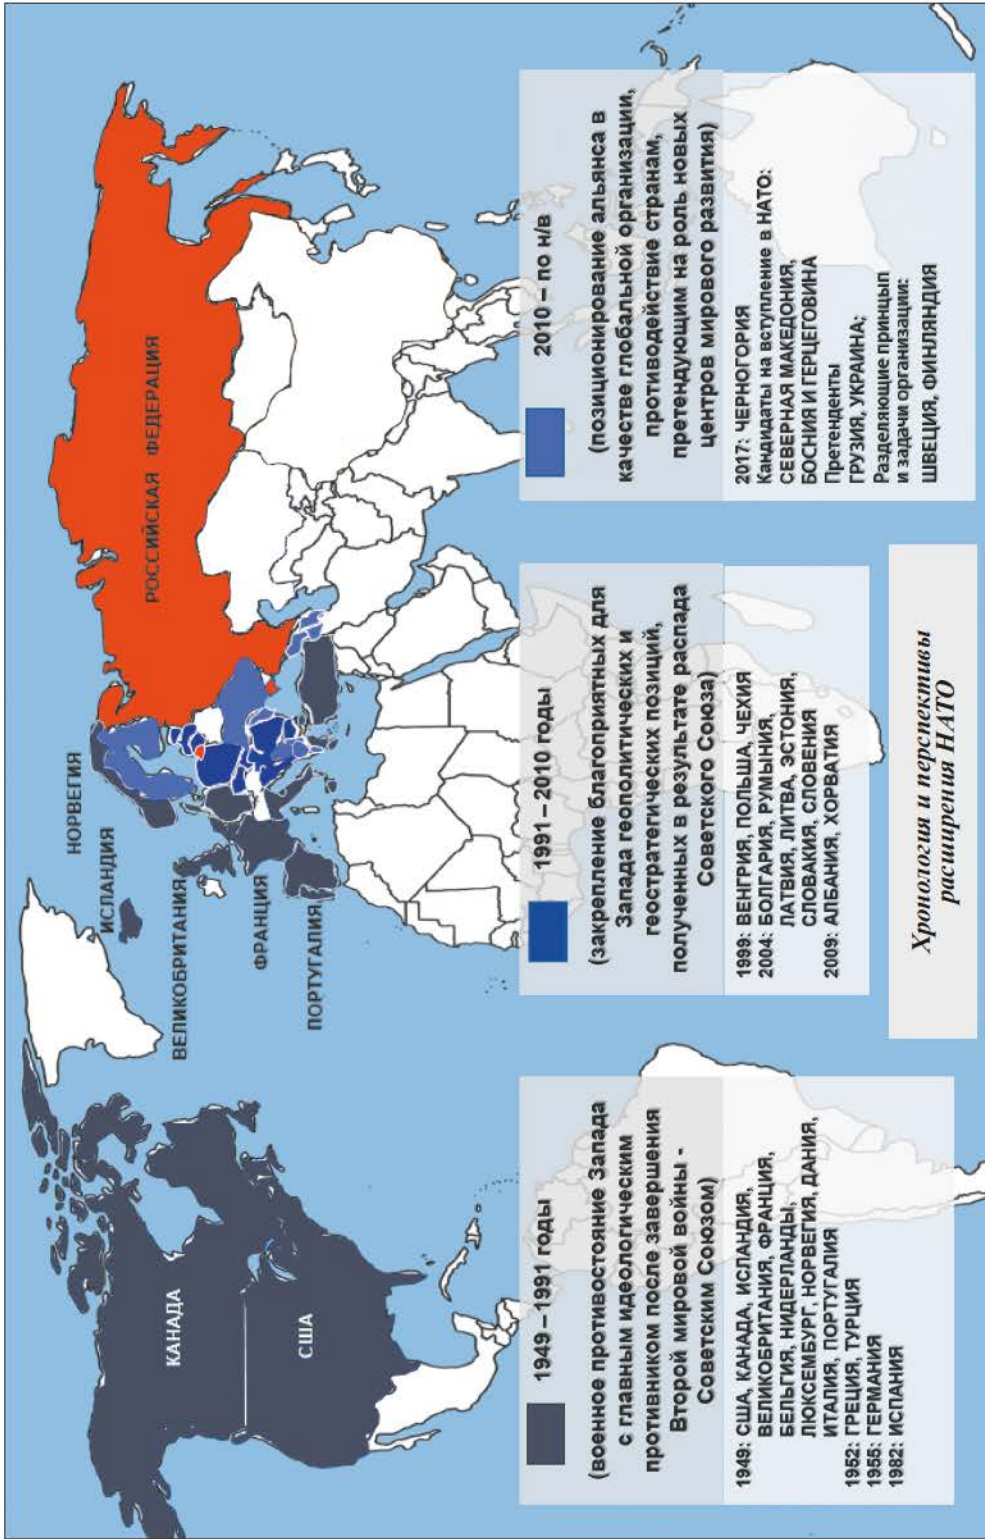 НОРВЕГИЯ
ИСЛАНДИЯ
ВЕЛИКОБРИТАНИЯ
ФРАНЦИЯ
ПОРТУГАЛИЯ
РОССИЙСКАЯ ФЕДЕРАЦИЯ
КАНАДА
США
1949 – 1991 годы
(военное противостояние Запада
с главным идеологическим
противником после завершения
Второй мировой войны -
Советским Союзом)
1949: США, КАНАДА, ИСЛАНДИЯ,
ВЕЛИКОБРИТАНИЯ, ФРАНЦИЯ,
БЕЛЬГИЯ, НИДЕРЛАНДЫ,
ЛЮКСЕМБУРГ, НОРВЕГИЯ, ДАНИЯ,
ИТАЛИЯ, ПОРТУГАЛИЯ
1952: ГРЕЦИЯ, ТУРЦИЯ
1955: ГЕРМАНИЯ
1982: ИСПАНИЯ
1991 – 2010 годы
(закрепление благоприятных для
Запада геополитических и
геостратегических позиций,
полученных в результате распада
Советского Союза)
1999: ВЕНГРИЯ, ПОЛЬША, ЧЕХИЯ
2004: БОЛГАРИЯ, РУМЫНИЯ,
ЛАТВИЯ, ЛИТВА, ЭСТОНИЯ,
СЛОВАКИЯ, СЛОВЕНИЯ
2009: АЛБАНИЯ, ХОРВАТИЯ
2010 – по н/в
(позиционирование альянса в
качестве глобальной организации,
противодействие странам,
претендующим на роль новых
центров мирового развития)
2017: ЧЕРНОГОРИЯ
Кандидаты на вступление в НАТО:
СЕВЕРНАЯ МАКЕДОНИЯ,
БОСНИЯ И ГЕРЦЕГОВИНА
Претенденты
ГРУЗИЯ, УКРАИНА;
Разделяющие принцып
и задачи организации:
ШВЕЦИЯ, ФИНЛЯНДИЯ
Хронология и перспективы
расширения НАТО